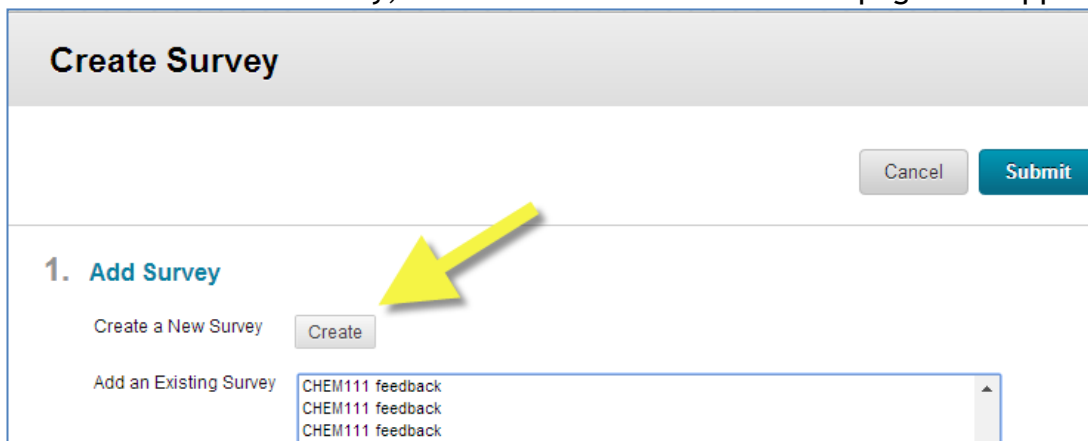 Create Survey
Cancel Submit
1. Add Survey
Create a New Survey Create
Add an Existing Survey CHEM111 feedback
CHEM111 feedback
CHEM111 feedback